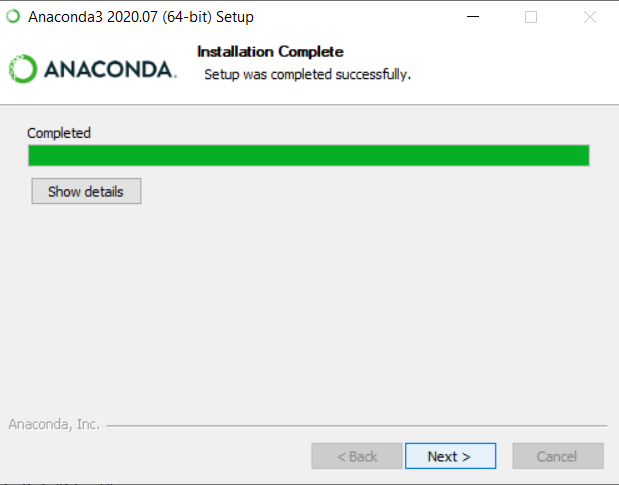 Anaconda3 2020.07 (64-bit) Setup
ANACONDA.
Installation Complete
Setup was completed successfully.
Completed
Show details
Anaconda, Inc.
< Back
Next >
Cancel